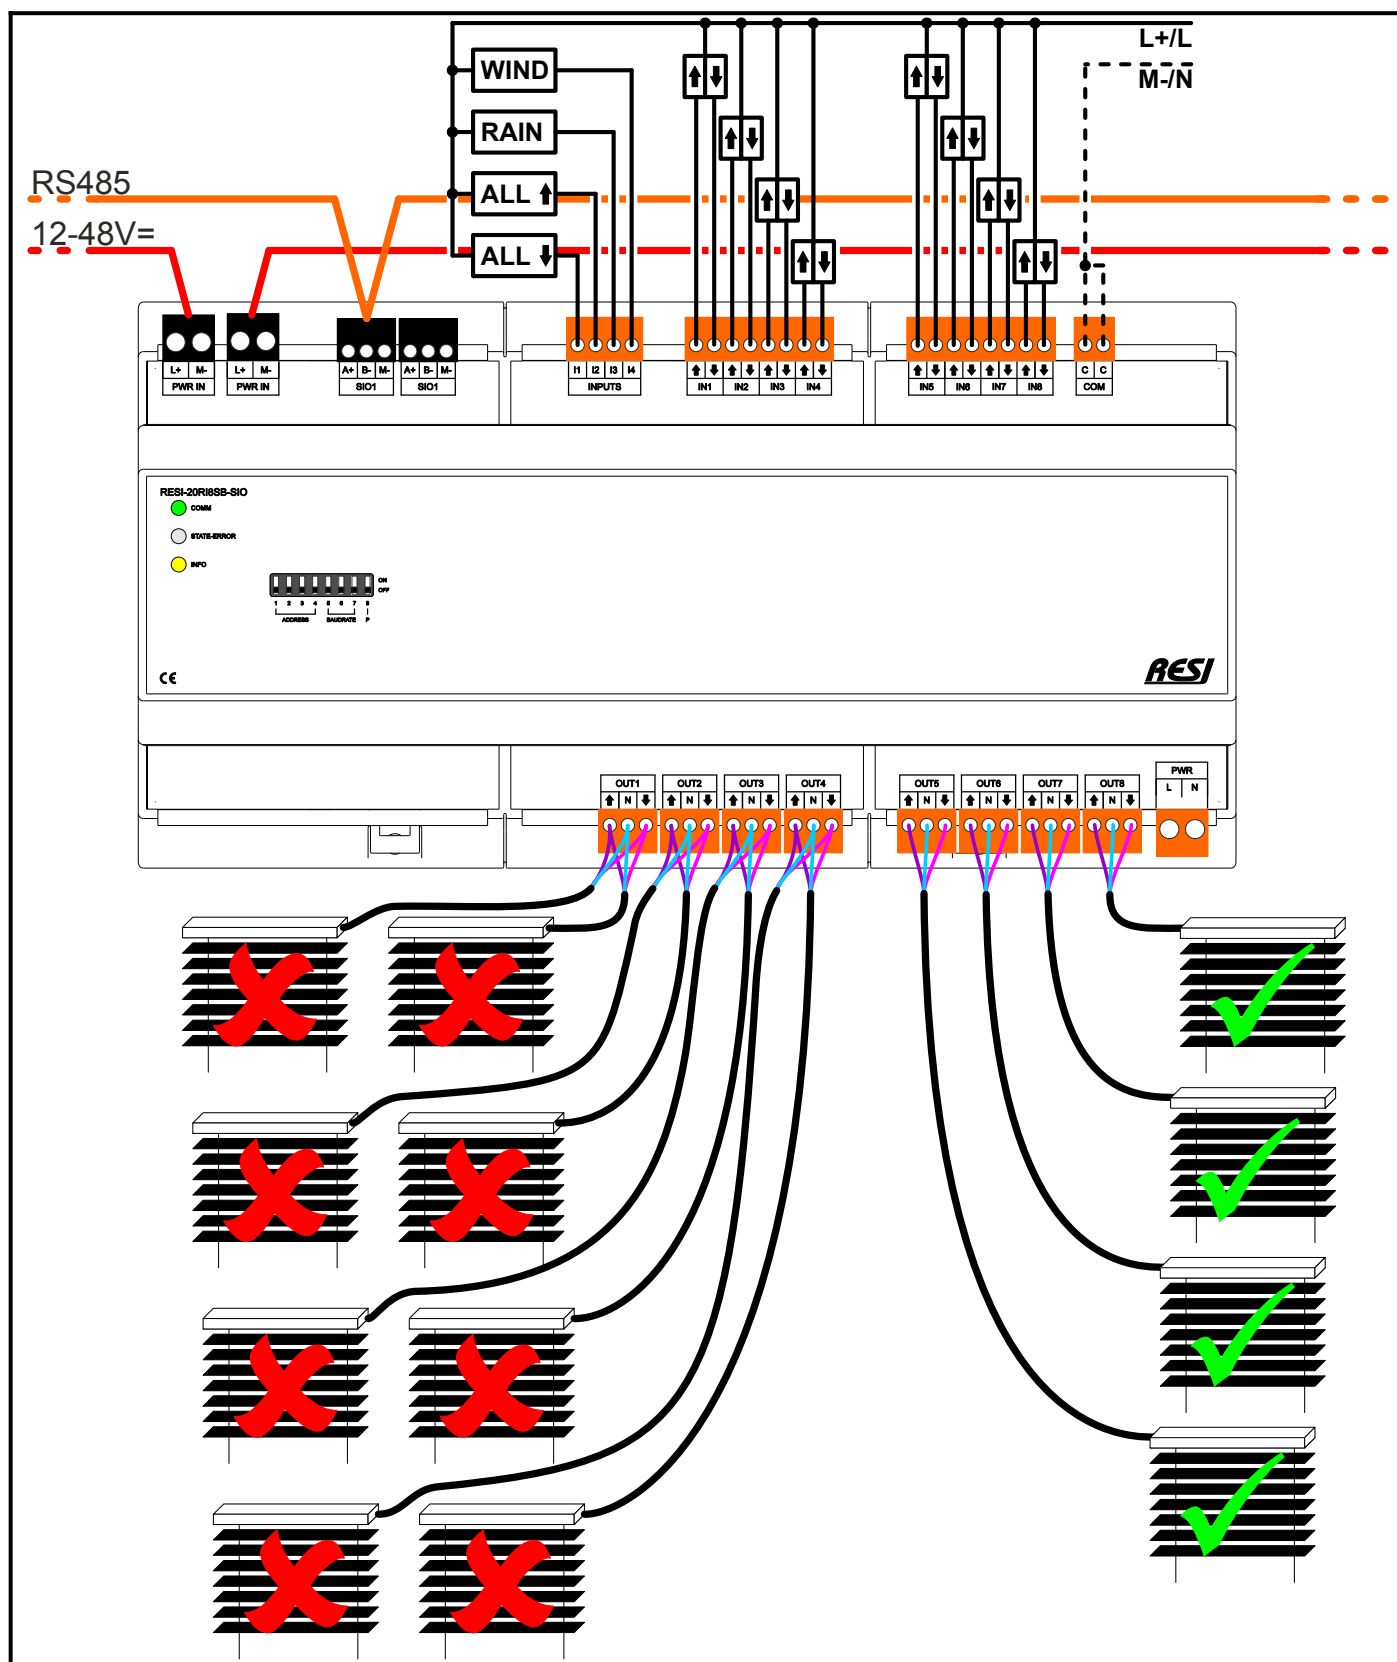 L+/L
WIND
M-/N
RAIN
RS485
ALL ⬆
12-48V=
ALL ⬇
L+ M- L+ M- A+ B- M- A+ B- M- I1 I2 I3 I4 ⬆ ⬇ ⬆ ⬇ ⬆ ⬇ ⬆ ⬇ ⬆ ⬇ ⬆ ⬇ ⬆ ⬇ ⬆ ⬇ C C
PWR IN PWR IN SIO1 SIO1 INPUTS IN1 IN2 IN3 IN4 IN5 IN6 IN7 IN8 COM
RESI-20RI8SB-SIO
COMM
STATE-ERROR
INFO
ON
OFF
1 2 3 4 5 6 7 8
ADDRESS BAUDRATE P
CE
RESI
PWR
OUT1 OUT2 OUT3 OUT4 OUT5 OUT6 OUT7 OUT8
L N
⬆ N ⬇ ⬆ N ⬇ ⬆ N ⬇ ⬆ N ⬇ ⬆ N ⬇ ⬆ N ⬇ ⬆ N ⬇ ⬆ N ⬇